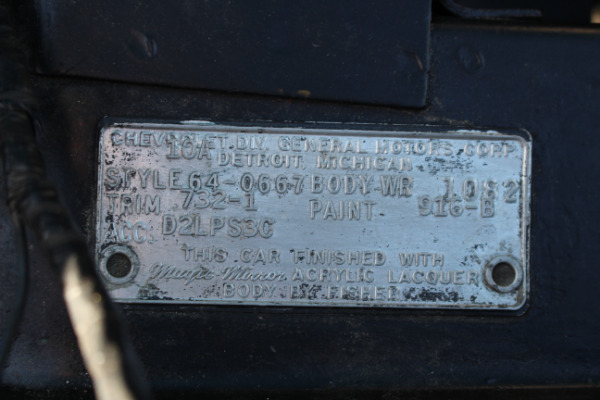 CHEVROLET DIV. GENERAL MOTORS CORP.
10A DETROIT, MICHIGAN
STYLE 64-0667 BODY-WR 1082
TRIM 732-1 PAINT 916-B
ACC. D2LPS3C
THIS CAR FINISHED WITH
Magic-Mirror ACRYLIC LACQUER
BODY BY FISHER